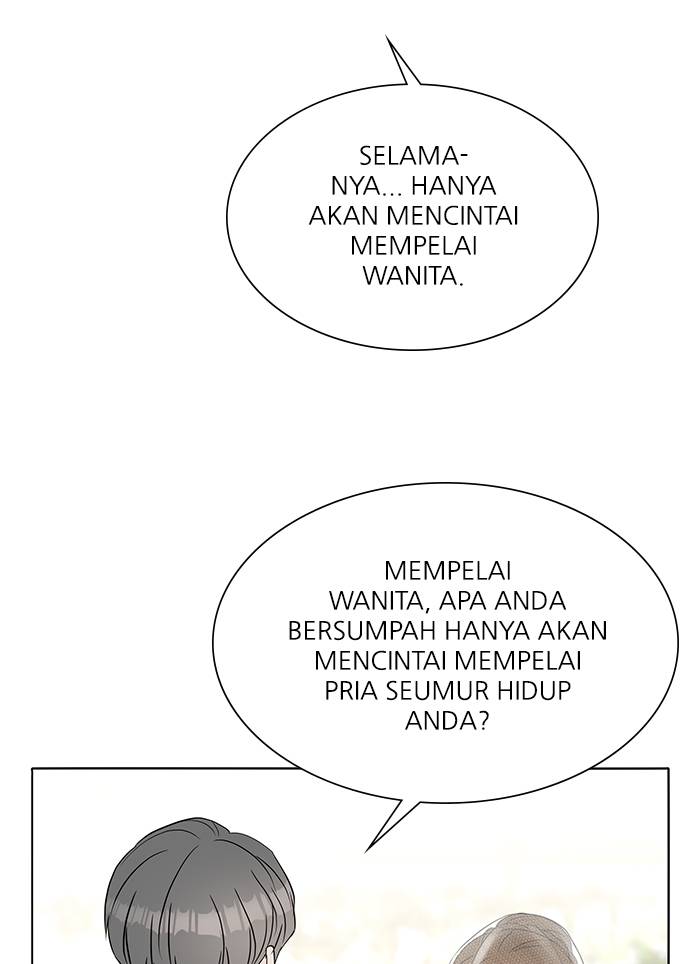 SELAMA-
NYA... HANYA
AKAN MENCINTAI
MEMPELAI
WANITA.
MEMPELAI
WANITA, APA ANDA
BERSUMPAH HANYA AKAN
MENCINTAI MEMPELAI
PRIA SEUMUR HIDUP
ANDA?